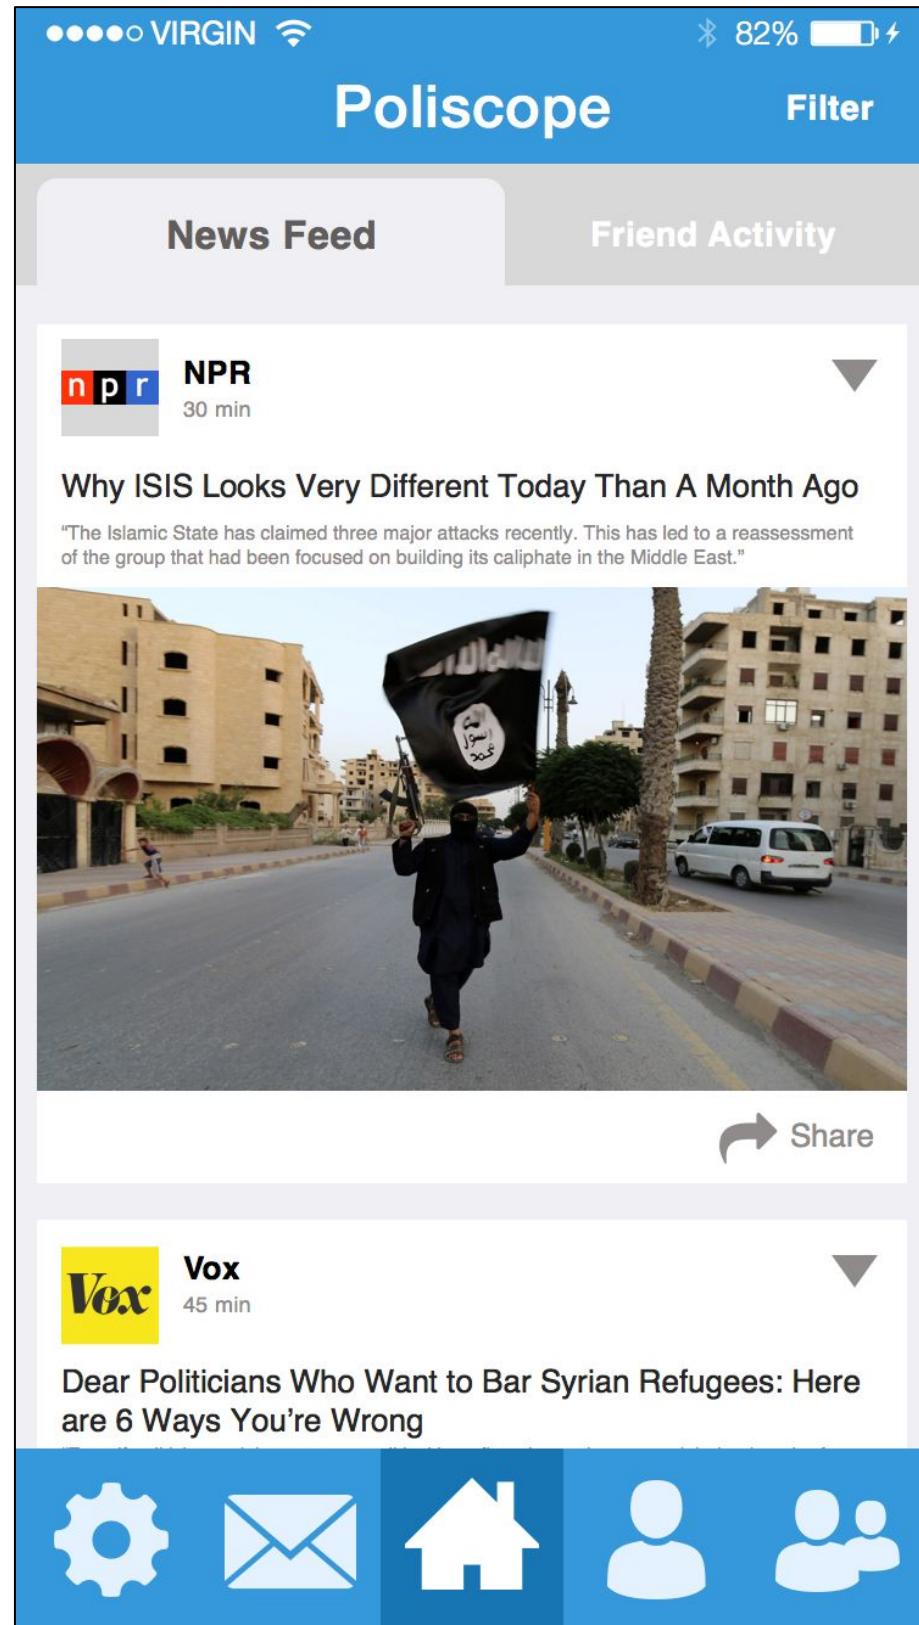 VIRGIN 82%
Poliscope Filter
News Feed Friend Activity
npr NPR
30 min
Why ISIS Looks Very Different Today Than A Month Ago
“The Islamic State has claimed three major attacks recently. This has led to a reassessment
of the group that had been focused on building its caliphate in the Middle East.”
الله
رسول
محمد
Share
Vox Vox
45 min
Dear Politicians Who Want to Bar Syrian Refugees: Here
are 6 Ways You’re Wrong